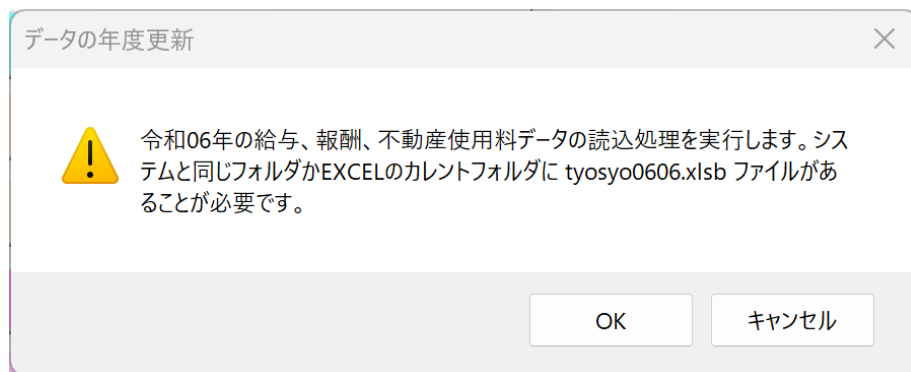 データの年度更新
令和06年の給与、報酬、不動産使用料データの読込処理を実行します。シス
テムと同じフォルダかEXCELのカレントフォルダに tyosyo0606.xlsb ファイルがあ
ることが必要です。
OK
キャンセル